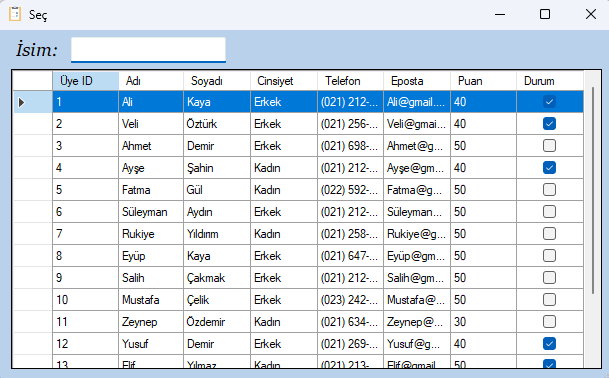 Seç
İsim:
Üye ID Adı Soyadı Cinsiyet Telefon Eposta Puan Durum
1 Ali Kaya Erkek (021) 212-... Ali@gmail.... 40
2 Veli Öztürk Erkek (021) 256-... Veli@gmai... 40
3 Ahmet Demir Erkek (021) 698-... Ahmet@g... 50
4 Ayşe Şahin Kadın (021) 212-... Ayşe@gm... 40
5 Fatma Gül Kadın (022) 592-... Fatma@g... 50
6 Süleyman Aydın Erkek (021) 212-... Süleyman... 50
7 Rukiye Yıldırım Kadın (021) 258-... Rukiye@g... 50
8 Eyüp Kaya Erkek (021) 647-... Eyüp@gm... 50
9 Salih Çakmak Erkek (021) 212-... Salih@gm... 50
10 Mustafa Çelik Erkek (023) 242-... Mustafa@... 50
11 Zeynep Özdemir Kadın (021) 634-... Zeynep@... 30
12 Yusuf Demir Erkek (021) 269-... Yusuf@g... 40
13 Elif Yılmaz Kadın (021) 213-... Elif@gmail... 50